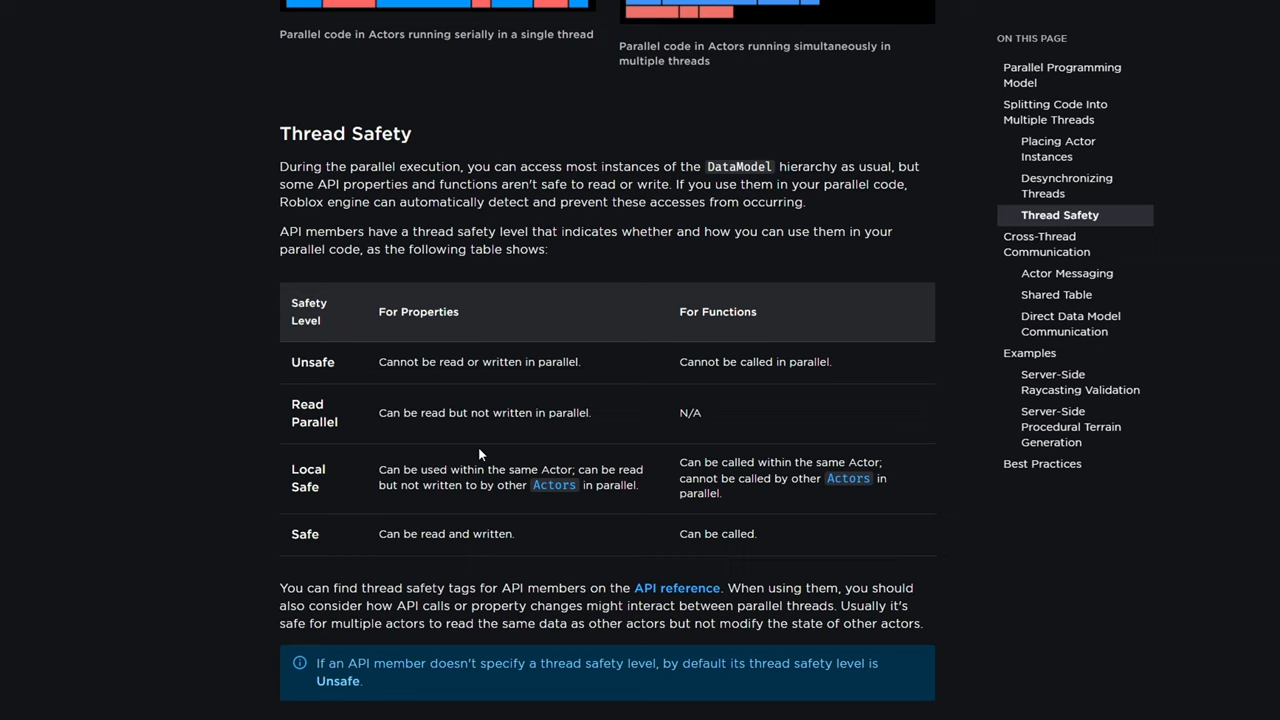 Parallel code in Actors running serially in a single thread
Parallel code in Actors running simultaneously in
multiple threads
Thread Safety
During the parallel execution, you can access most instances of the DataModel hierarchy as usual, but
some API properties and functions aren't safe to read or write. If you use them in your parallel code,
Roblox engine can automatically detect and prevent these accesses from occurring.
API members have a thread safety level that indicates whether and how you can use them in your
parallel code, as the following table shows:
Safety
Level
For Properties
For Functions
Unsafe
Cannot be read or written in parallel.
Cannot be called in parallel.
Read
Parallel
Can be read but not written in parallel.
N/A
Local
Safe
Can be used within the same Actor; can be read
but not written to by other Actors in parallel.
Can be called within the same Actor;
cannot be called by other Actors in
parallel.
Safe
Can be read and written.
Can be called.
You can find thread safety tags for API members on the API reference. When using them, you should
also consider how API calls or property changes might interact between parallel threads. Usually it's
safe for multiple actors to read the same data as other actors but not modify the state of other actors.
If an API member doesn't specify a thread safety level, by default its thread safety level is
Unsafe.
ON THIS PAGE
Parallel Programming
Model
Splitting Code Into
Multiple Threads
Placing Actor
Instances
Desynchronizing
Threads
Thread Safety
Cross-Thread
Communication
Actor Messaging
Shared Table
Direct Data Model
Communication
Examples
Server-Side
Raycasting Validation
Server-Side
Procedural Terrain
Generation
Best Practices